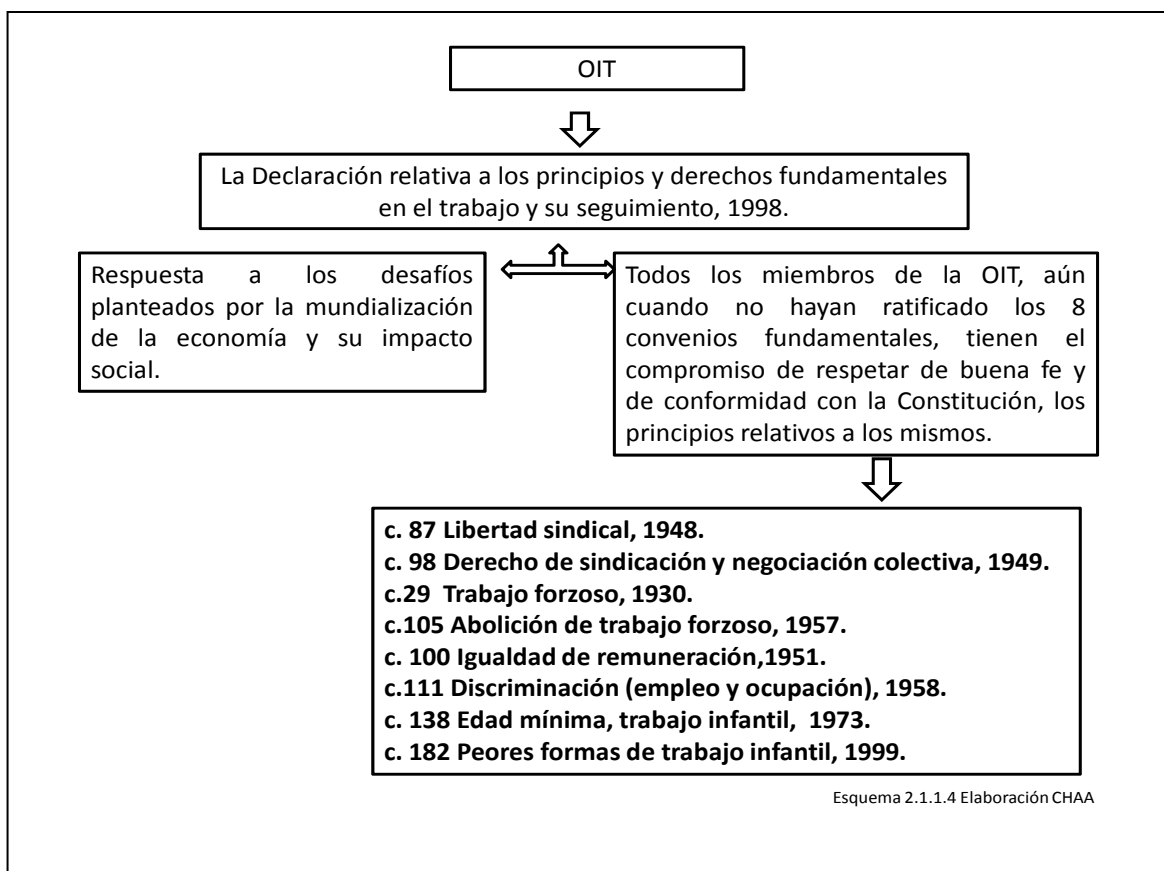 OIT
La Declaración relativa a los principios y derechos fundamentales
en el trabajo y su seguimiento, 1998.
Respuesta a los desafíos
planteados por la mundialización
de la economía y su impacto
social.
Todos los miembros de la OIT, aún
cuando no hayan ratificado los 8
convenios fundamentales, tienen el
compromiso de respetar de buena fe y
de conformidad con la Constitución, los
principios relativos a los mismos.
c. 87 Libertad sindical, 1948.
c. 98 Derecho de sindicación y negociación colectiva, 1949.
c.29 Trabajo forzoso, 1930.
c.105 Abolición de trabajo forzoso, 1957.
c. 100 Igualdad de remuneración,1951.
c.111 Discriminación (empleo y ocupación), 1958.
c. 138 Edad mínima, trabajo infantil, 1973.
c. 182 Peores formas de trabajo infantil, 1999.
Esquema 2.1.1.4 Elaboración CHAA